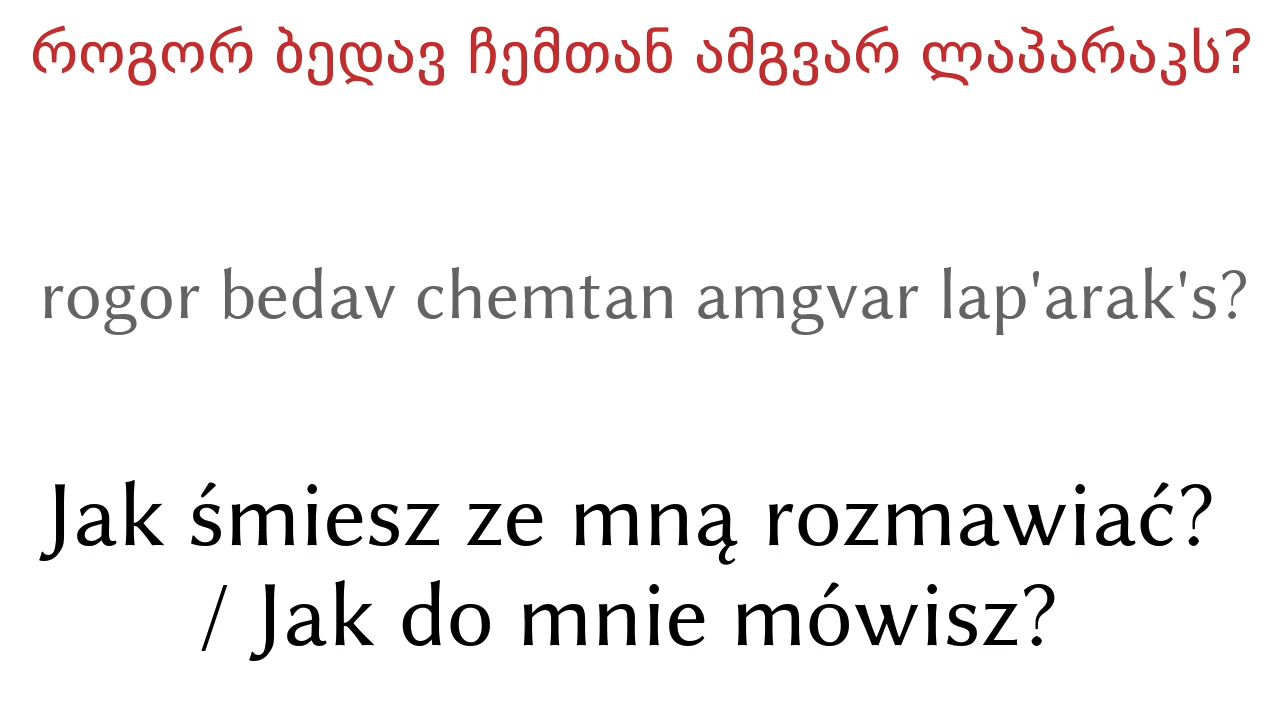 როგორ ბედავ ჩემთან ამგვარ ლაპარაკს?
rogor bedav chemtan amgvar lap'arak's?
Jak śmiesz ze mną rozmawiać?
/ Jak do mnie mówisz?